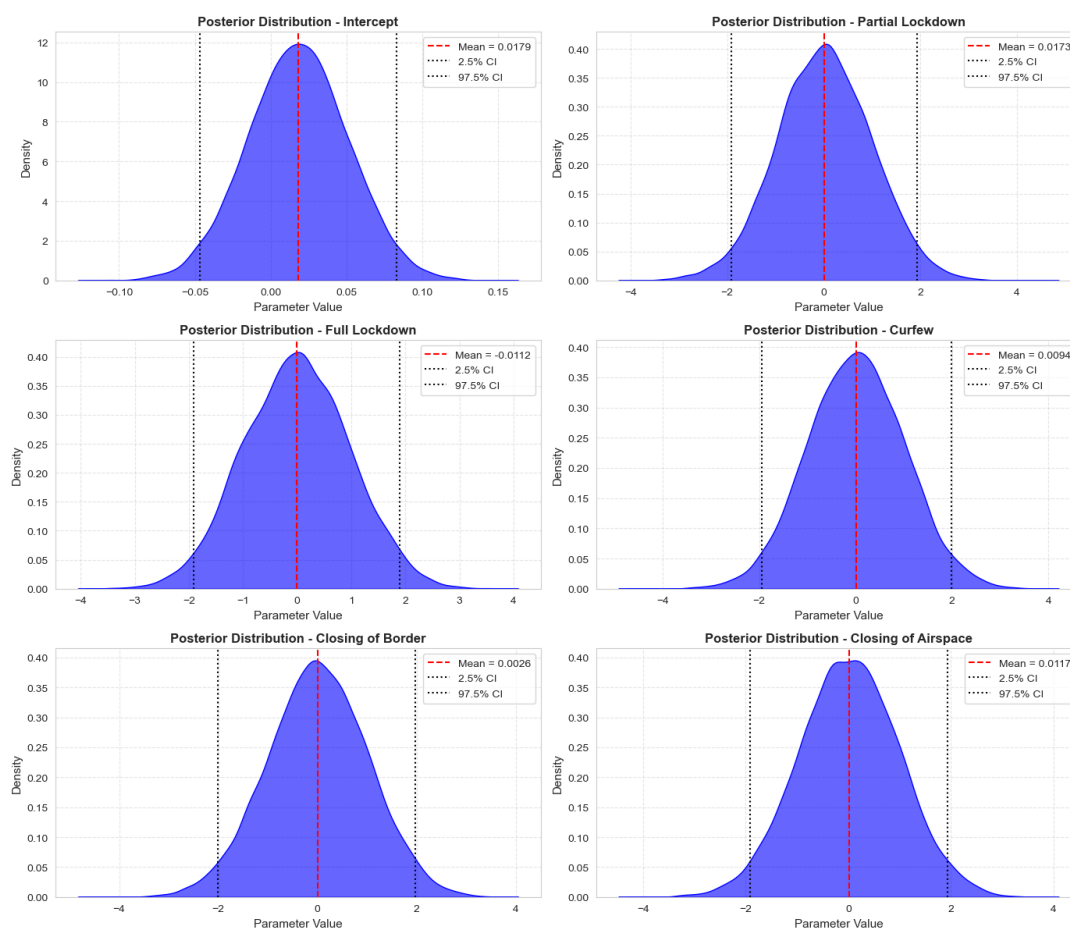 Posterior Distribution - Intercept
Density
12
10
8
6
4
2
0
Mean = 0.0179
2.5% CI
97.5% CI
−0.10 −0.05 0.00 0.05 0.10 0.15
Parameter Value
Posterior Distribution - Partial Lockdown
Density
0.40
0.35
0.30
0.25
0.20
0.15
0.10
0.05
0.00
Mean = 0.0173
2.5% CI
97.5% CI
−4 −2 0 2 4
Parameter Value
Posterior Distribution - Full Lockdown
Density
0.40
0.35
0.30
0.25
0.20
0.15
0.10
0.05
0.00
Mean = -0.0112
2.5% CI
97.5% CI
−4 −3 −2 −1 0 1 2 3 4
Parameter Value
Posterior Distribution - Curfew
Density
0.40
0.35
0.30
0.25
0.20
0.15
0.10
0.05
0.00
Mean = 0.0094
2.5% CI
97.5% CI
−4 −2 0 2 4
Parameter Value
Posterior Distribution - Closing of Border
Density
0.40
0.35
0.30
0.25
0.20
0.15
0.10
0.05
0.00
Mean = 0.0026
2.5% CI
97.5% CI
−4 −2 0 2 4
Parameter Value
Posterior Distribution - Closing of Airspace
Density
0.40
0.35
0.30
0.25
0.20
0.15
0.10
0.05
0.00
Mean = 0.0117
2.5% CI
97.5% CI
−4 −2 0 2 4
Parameter Value